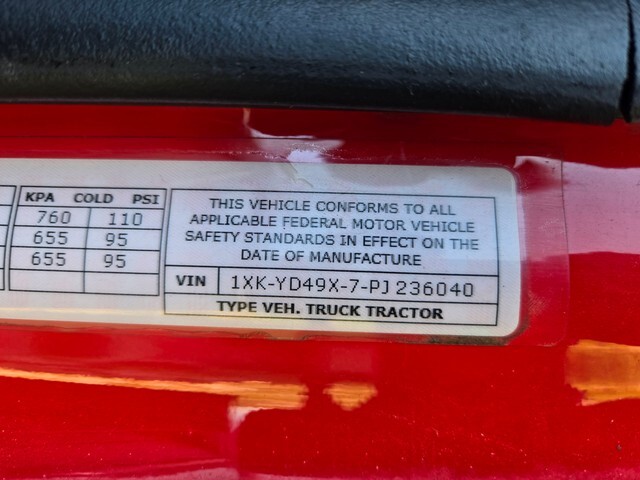 KPA COLD PSI
760 110
655 95
655 95
THIS VEHICLE CONFORMS TO ALL
APPLICABLE FEDERAL MOTOR VEHICLE
SAFETY STANDARDS IN EFFECT ON THE
DATE OF MANUFACTURE
VIN 1XK-YD49X-7-PJ 236040
TYPE VEH. TRUCK TRACTOR